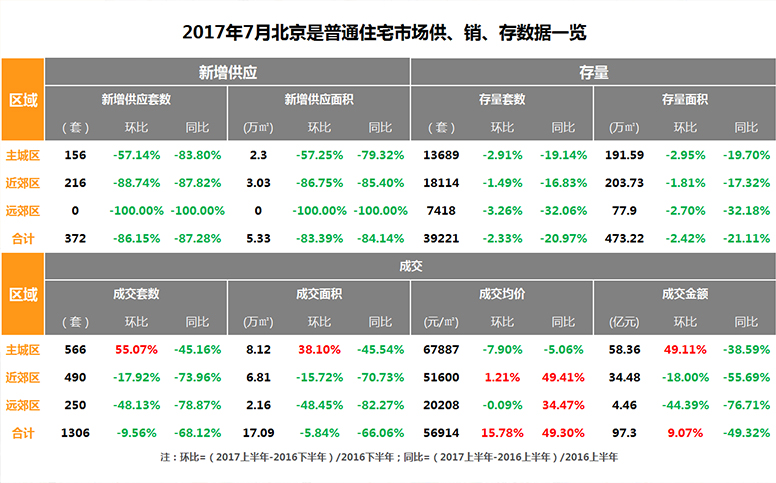 2017年7月北京是普通住宅市场供、销、存数据一览
区域 新增供应 存量
新增供应套数 新增供应面积 存量套数 存量面积
（套） 环比 同比 （万㎡） 环比 同比 （套） 环比 同比 （万㎡） 环比 同比
主城区 156 -57.14% -83.80% 2.3 -57.25% -79.32% 13689 -2.91% -19.14% 191.59 -2.95% -19.70%
近郊区 216 -88.74% -87.82% 3.03 -86.75% -85.40% 18114 -1.49% -16.83% 203.73 -1.81% -17.32%
远郊区 0 -100.00% -100.00% 0 -100.00% -100.00% 7418 -3.26% -32.06% 77.9 -2.70% -32.18%
合计 372 -86.15% -87.28% 5.33 -83.39% -84.14% 39221 -2.33% -20.97% 473.22 -2.42% -21.11%
区域 成交
成交套数 成交面积 成交均价 成交金额
（套） 环比 同比 （万㎡） 环比 同比 （元/㎡） 环比 同比 （亿元） 环比 同比
主城区 566 55.07% -45.16% 8.12 38.10% -45.54% 67887 -7.90% -5.06% 58.36 49.11% -38.59%
近郊区 490 -17.92% -73.96% 6.81 -15.72% -70.73% 51600 1.21% 49.41% 34.48 -18.00% -55.69%
远郊区 250 -48.13% -78.87% 2.16 -48.45% -82.27% 20208 -0.09% 34.47% 4.46 -44.39% -76.71%
合计 1306 -9.56% -68.12% 17.09 -5.84% -66.06% 56914 15.78% 49.30% 97.3 9.07% -49.32%
注：环比=（2017上半年-2016下半年）/2016下半年；同比=（2017上半年-2016上半年）/2016上半年